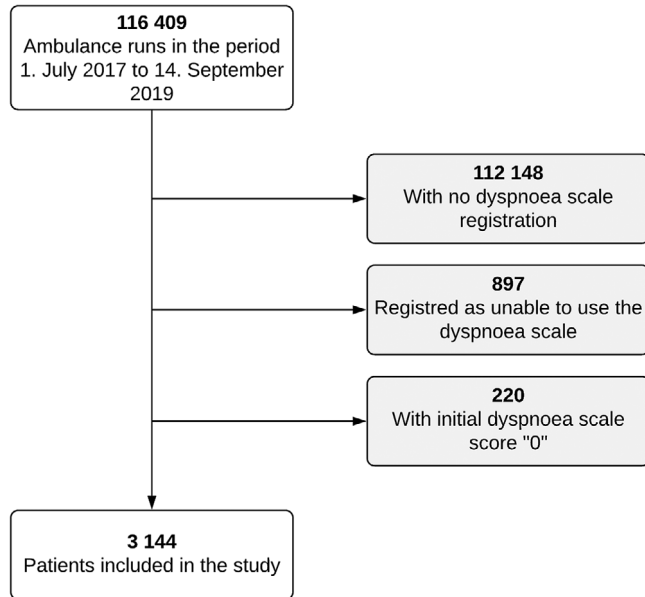 116 409
Ambulance runs in the period
1. July 2017 to 14. September
2019
112 148
With no dyspnoea scale
registration
897
Registred as unable to use the
dyspnoea scale
220
With initial dyspnoea scale
score "0"
3 144
Patients included in the study